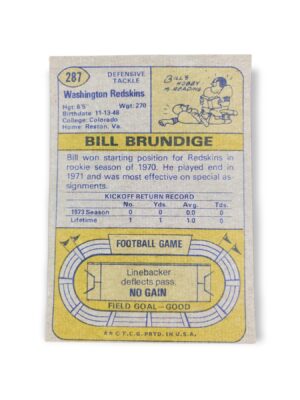 287
DEFENSIVE
TACKLE
Washington Redskins
Hgt: 6'5" Wgt: 270
Birthdate: 11-13-48
College: Colorado
Home: Reston, Va.
BILL'S
HOBBY
IS READING
BILL BRUNDIGE
Bill won starting position for Redskins in
rookie season of 1970. He played end in
1971 and was most effective on special as-
signments.
KICKOFF RETURN RECORD
No. Yds. Avg. Tds.
1973 Season 0 0 0.0 0
Lifetime 1 1 1.0 0
FOOTBALL GAME
Linebacker
deflects pass.
NO GAIN
FIELD GOAL—GOOD
© T.C.G. PRTD. IN U.S.A.